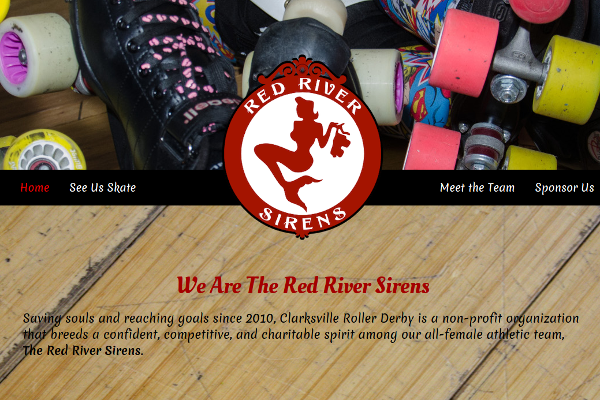 Riedell
RED RIVER
SIRENS
Home See Us Skate Meet the Team Sponsor Us
We Are The Red River Sirens
Saving souls and reaching goals since 2010, Clarksville Roller Derby is a non-profit organization
that breeds a confident, competitive, and charitable spirit among our all-female athletic team,
The Red River Sirens.